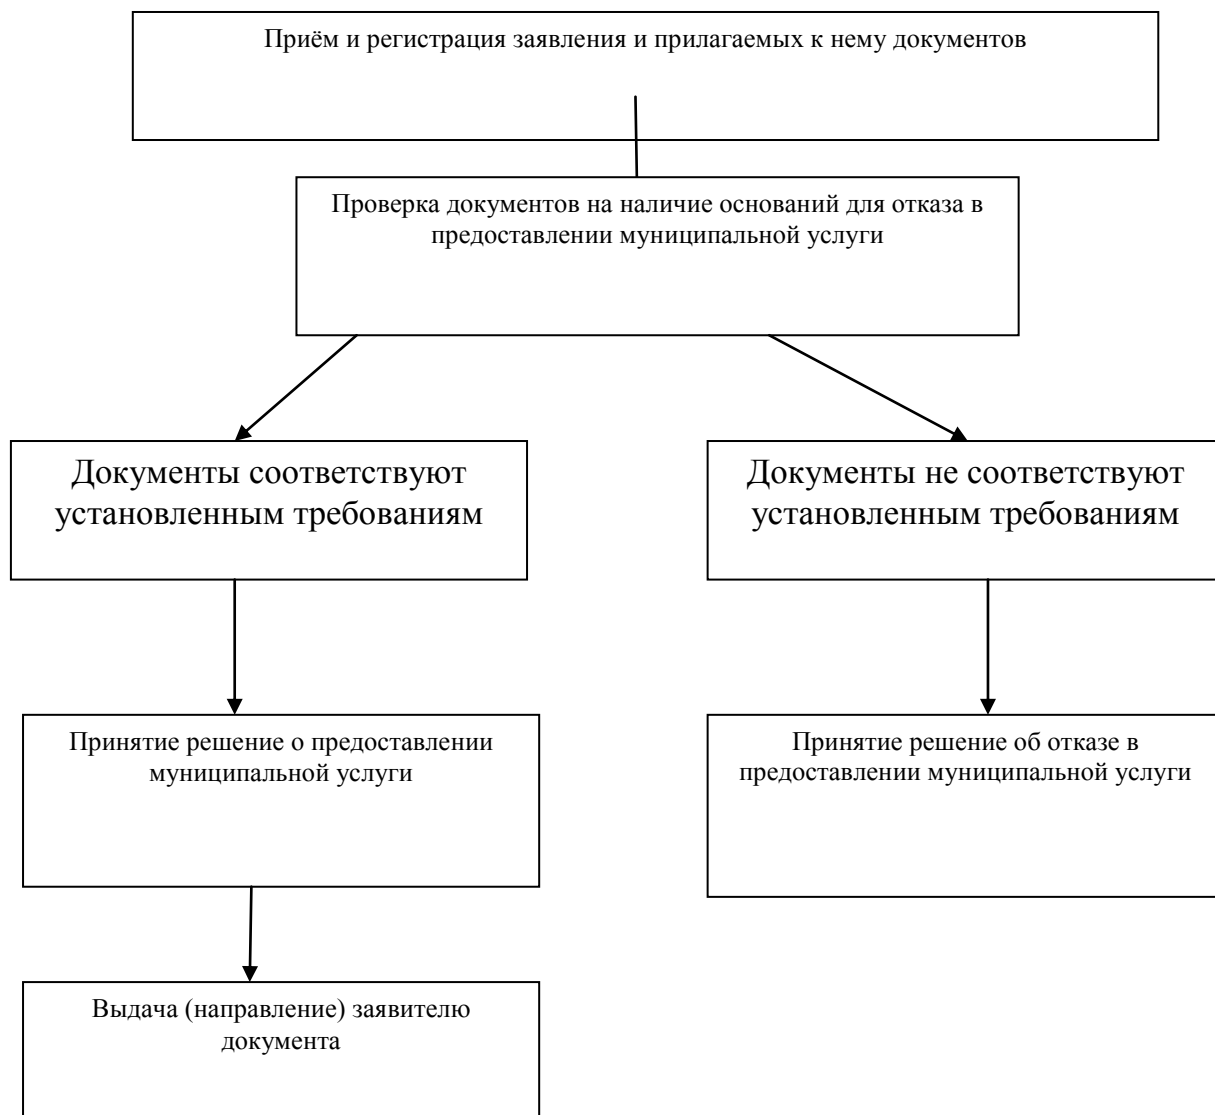 Приём и регистрация заявления и прилагаемых к нему документов
Проверка документов на наличие оснований для отказа в
предоставлении муниципальной услуги
Документы соответствуют
установленным требованиям
Документы не соответствуют
установленным требованиям
Принятие решение о предоставлении
муниципальной услуги
Принятие решение об отказе в
предоставлении муниципальной услуги
Выдача (направление) заявителю
документа